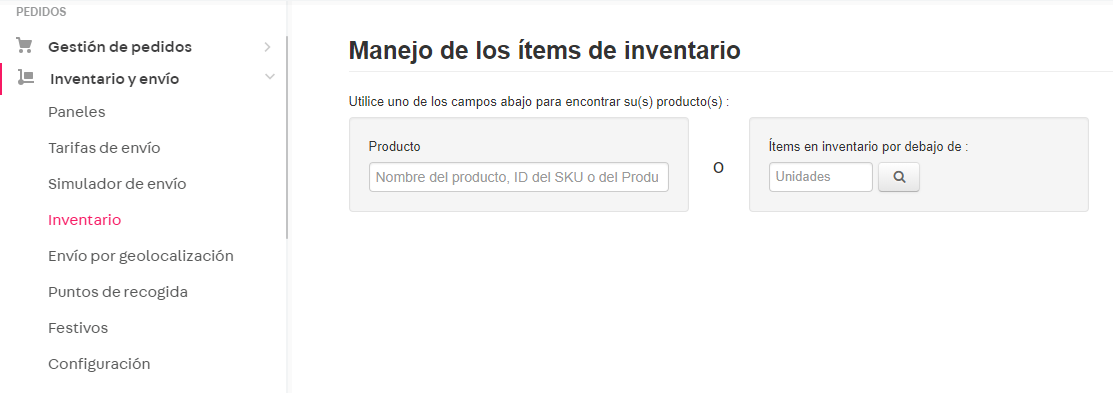 PEDIDOS
Gestión de pedidos
Inventario y envío
Paneles
Tarifas de envío
Simulador de envío
Inventario
Envío por geolocalización
Puntos de recogida
Festivos
Configuración
Manejo de los ítems de inventario
Utilice uno de los campos abajo para encontrar su(s) producto(s) :
Producto
Nombre del producto, ID del SKU o del Produ
O
Ítems en inventario por debajo de :
Unidades